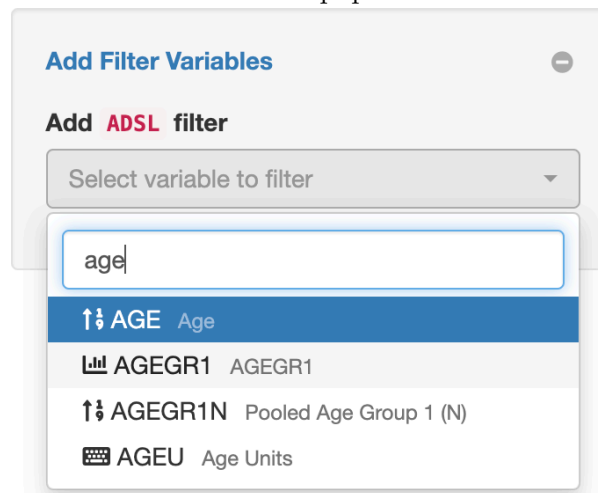 Add Filter Variables
Add ADSL filter
Select variable to filter
age
AGE Age
AGEGR1 AGEGR1
AGEGR1N Pooled Age Group 1 (N)
AGEU Age Units